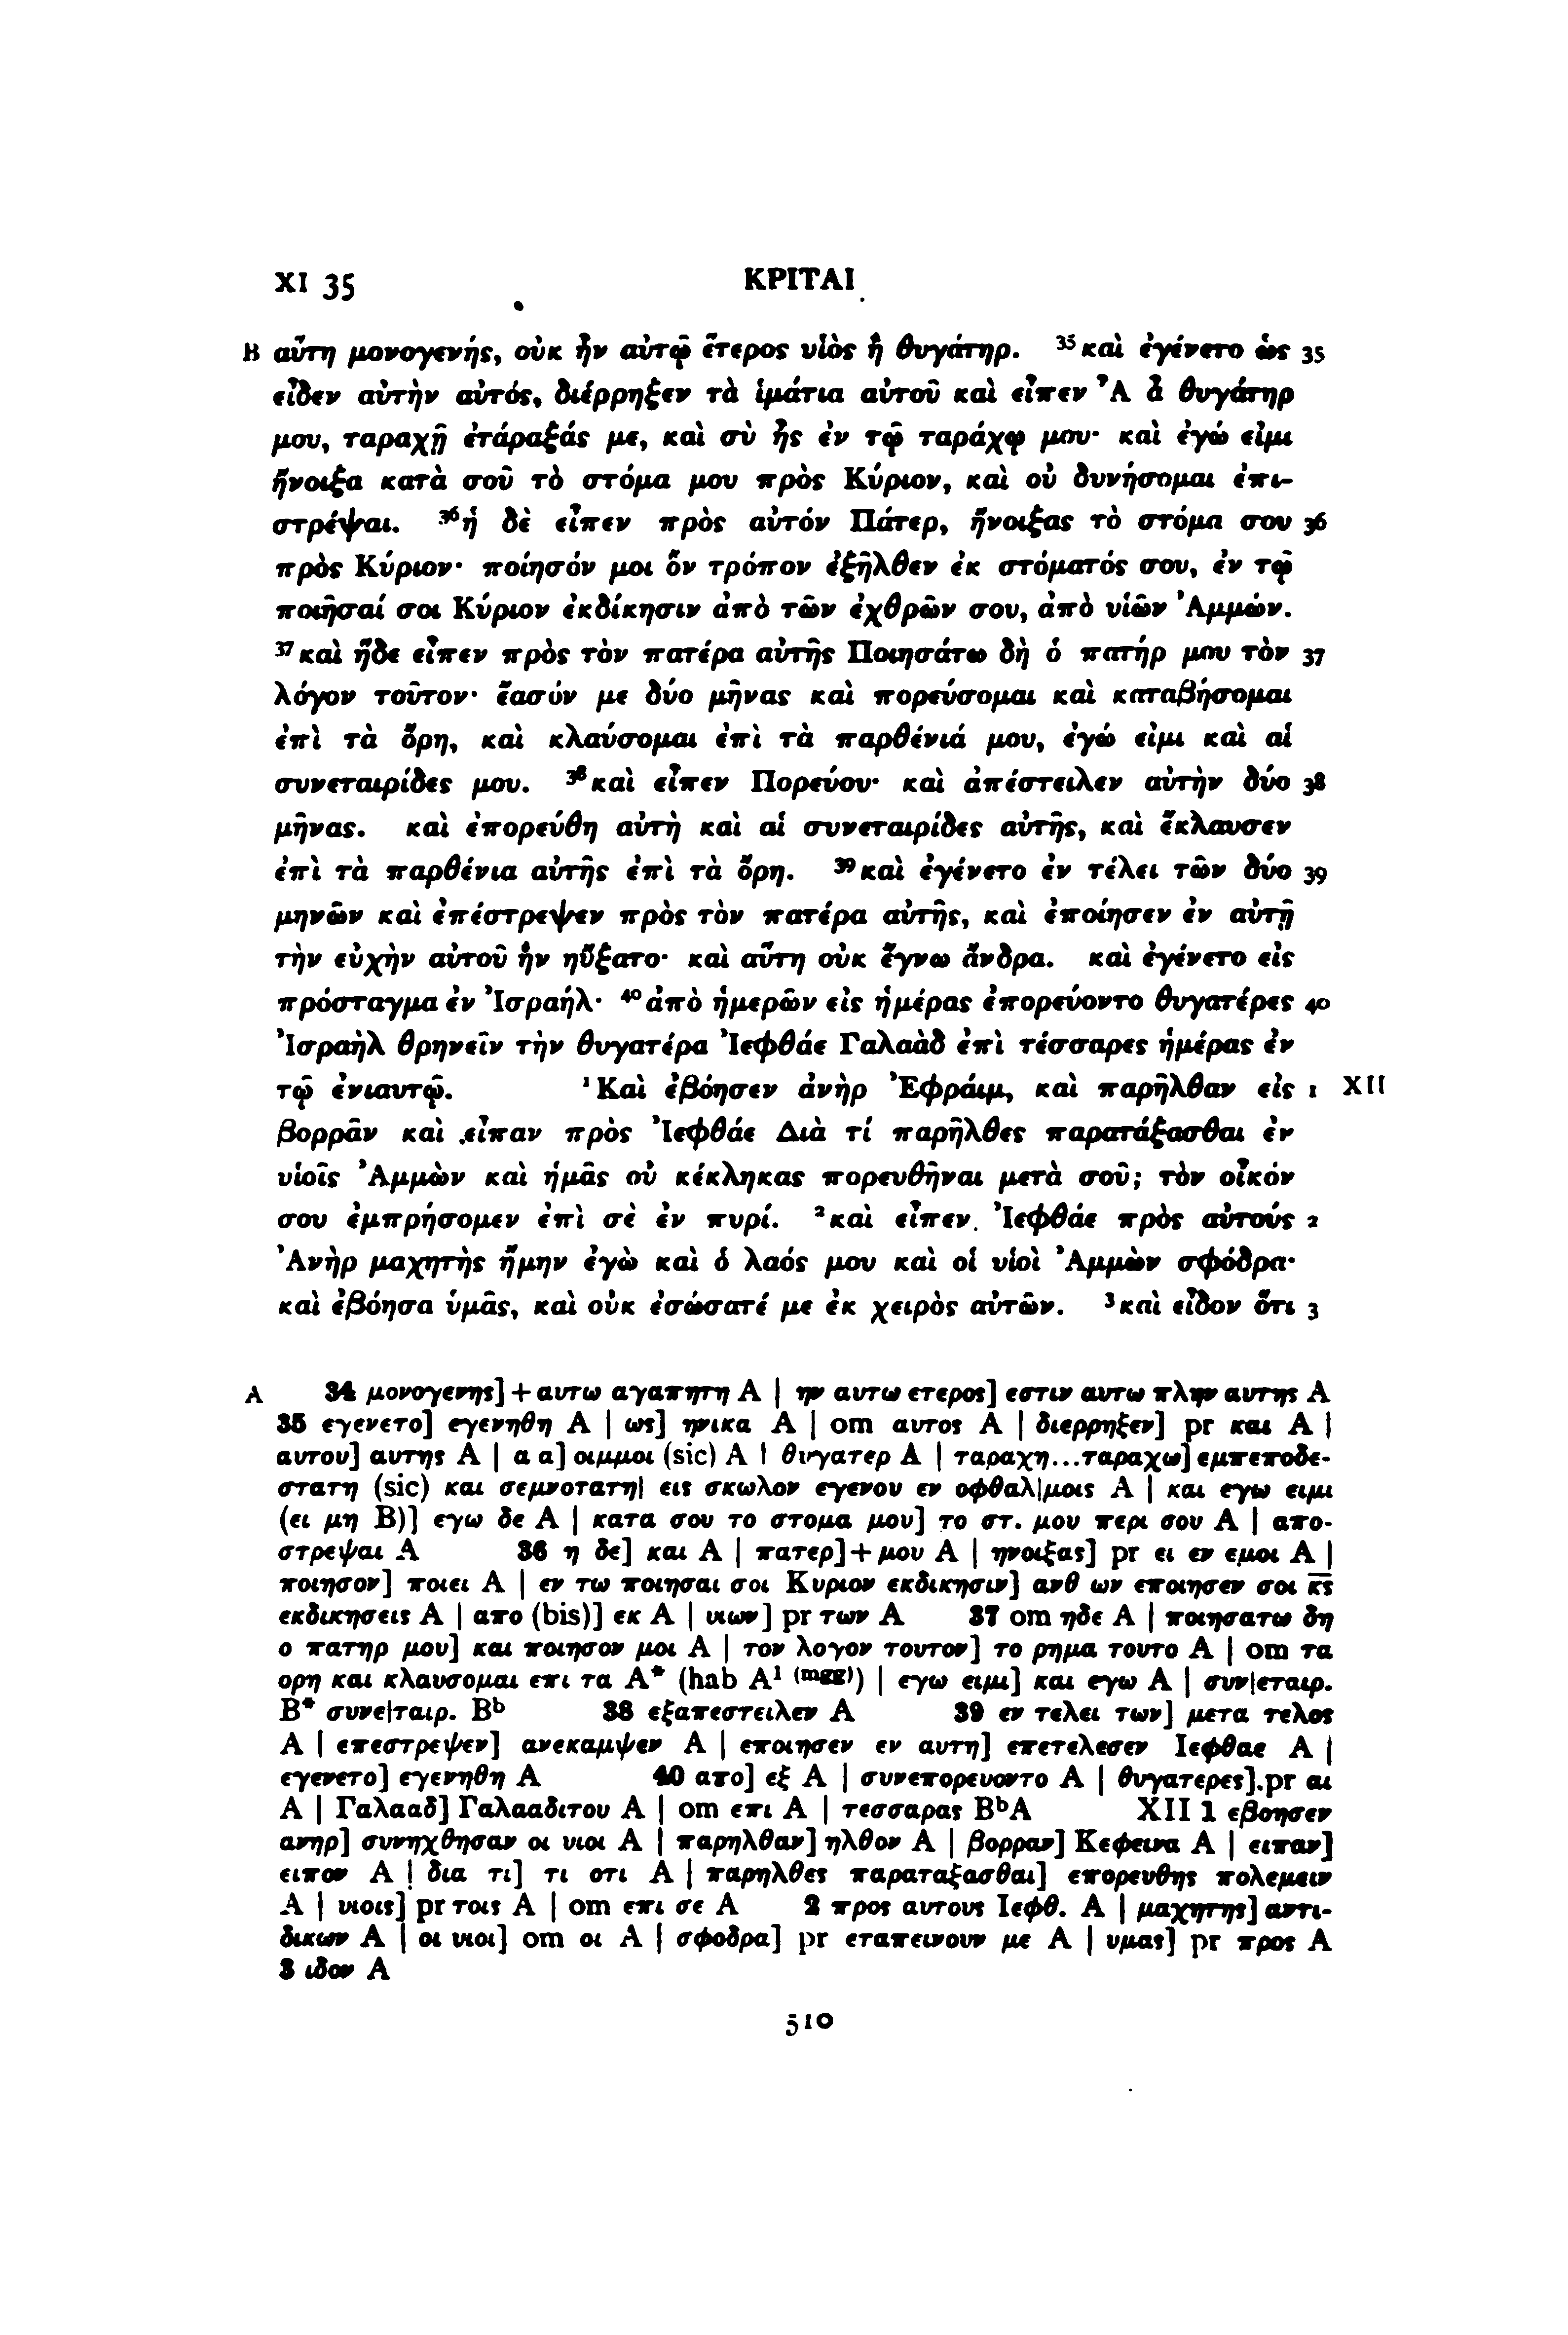 XI 35 ΚΡΙΤΑΙ
B αὕτη μονογενής, οὐκ ἦν αὐτῷ ἕτερος υἱὸς ἢ θυγάτηρ. ³⁵καὶ ἐγένετο ὡς 35
εἶδεν αὐτὴν αὐτός, διέρρηξεν τὰ ἱμάτια αὐτοῦ καὶ εἶπεν Ἆ ἆ θυγάτηρ
μου, ταραχῇ ἐτάραξάς με, καὶ σὺ ἦς ἐν τῷ ταράχῳ μου· καὶ ἐγώ εἰμι
ἤνοιξα κατὰ σοῦ τὸ στόμα μου πρὸς Κύριον, καὶ οὐ δυνήσομαι ἐπι-
στρέψαι. ³⁶ἡ δὲ εἶπεν πρὸς αὐτόν Πάτερ, ἤνοιξας τὸ στόμα σου 36
πρὸς Κύριον· ποίησόν μοι ὃν τρόπον ἐξῆλθεν ἐκ στόματός σου, ἐν τῷ
ποιῆσαί σοι Κύριον ἐκδίκησιν ἀπὸ τῶν ἐχθρῶν σου, ἀπὸ υἱῶν Ἀμμών.
³⁷καὶ ἥδε εἶπεν πρὸς τὸν πατέρα αὐτῆς Ποιησάτω δὴ ὁ πατήρ μου τὸν 37
λόγον τοῦτον· ἔασόν με δύο μῆνας καὶ πορεύσομαι καὶ καταβήσομαι
ἐπὶ τὰ ὄρη, καὶ κλαύσομαι ἐπὶ τὰ παρθένιά μου, ἐγώ εἰμι καὶ αἱ
συνεταιρίδες μου. ³⁸καὶ εἶπεν Πορεύου· καὶ ἀπέστειλεν αὐτὴν δύο 38
μῆνας. καὶ ἐπορεύθη αὐτὴ καὶ αἱ συνεταιρίδες αὐτῆς, καὶ ἔκλαυσεν
ἐπὶ τὰ παρθένια αὐτῆς ἐπὶ τὰ ὄρη. ³⁹καὶ ἐγένετο ἐν τέλει τῶν δύο 39
μηνῶν καὶ ἐπέστρεψεν πρὸς τὸν πατέρα αὐτῆς, καὶ ἐποίησεν ἐν αὐτῇ
τὴν εὐχὴν αὐτοῦ ἣν ηὔξατο· καὶ αὕτη οὐκ ἔγνω ἄνδρα. καὶ ἐγένετο εἰς
πρόσταγμα ἐν Ἰσραήλ· ⁴⁰ἀπὸ ἡμερῶν εἰς ἡμέρας ἐπορεύοντο θυγατέρες 40
Ἰσραὴλ θρηνεῖν τὴν θυγατέρα Ἰεφθάε Γαλαὰδ ἐπὶ τέσσαρες ἡμέρας ἐν
τῷ ἐνιαυτῷ. ¹Καὶ ἐβόησεν ἀνὴρ Ἐφράιμ, καὶ παρῆλθαν εἰς 1 XII
βορρᾶν καὶ εἶπαν πρὸς Ἰεφθάε Διὰ τί παρῆλθες παρατάξασθαι ἐν
υἱοῖς Ἀμμὼν καὶ ἡμᾶς οὐ κέκληκας πορευθῆναι μετὰ σοῦ; τὸν οἶκόν
σου ἐμπρήσομεν ἐπὶ σὲ ἐν πυρί. ²καὶ εἶπεν Ἰεφθάε πρὸς αὐτούς 2
Ἀνὴρ μαχητὴς ἤμην ἐγὼ καὶ ὁ λαός μου καὶ οἱ υἱοὶ Ἀμμὼν σφόδρα·
καὶ ἐβόησα ὑμᾶς, καὶ οὐκ ἐσώσατέ με ἐκ χειρὸς αὐτῶν. ³καὶ εἶδον ὅτι 3
A 34 μονογενης] + αυτω αγαπητη A | ην αυτω ετερος] εστιν αυτω πλην αυτης A
35 εγενετο] εγενηθη A | ως] ηνικα A | om αυτος A | διερρηξεν] pr και A |
αυτου] αυτης A | α α] οιμμοι (sic) A | θυγατερ A | ταραχη...ταραχω] εμπεποδε-
στατη (sic) και σεμνοτατη| εις σκωλον εγενου εν οφθαλ|μοις A | και εγω ειμι
(ει μη B)] εγω δε A | κατα σου το στομα μου] το στ. μου περι σου A | απο-
στρεψαι A 36 η δε] και A | πατερ] + μου A | ηνοιξας] pr ει εν εμοι A |
ποιησον] ποιει A | εν τω ποιησαι σοι Κυριον εκδικησιν] ανθ ων εποιησεν σοι κ̅ς̅
εκδικησεις A | απο (bis)] εκ A | υιων] pr των A 37 om ηδε A | ποιησατω δη
ο πατηρ μου] και ποιησον μοι A | τον λογον τουτον] το ρημα τουτο A | om τα
ορη και κλαυσομαι επι τα A* (hab A¹ ⁽ᵐᵍᵍ⁾) | εγω ειμι] και εγω A | συν|εταιρ.
B* συνε|ταιρ. Bᵇ 38 εξαπεστειλεν A 39 εν τελει των] μετα τελος
A | επεστρεψεν] ανεκαμψεν A | εποιησεν εν αυτη] επετελεσεν Ιεφθαε A |
εγενετο] εγενηθη A 40 απο] εξ A | συνεπορευοντο A | θυγατερες] pr αι
A | Γαλααδ] Γαλααδιτου A | om επι A | τεσσαρας BᵇA XII 1 εβοησεν
ανηρ] συνηχθησαν οι υιοι A | παρηλθαν] ηλθον A | βορραν] Κεφεινα A | ειπαν]
ειπον A | δια τι] τι οτι A | παρηλθες παραταξασθαι] επορευθης πολεμειν
A | υιοις] pr τοις A | om επι σε A 2 προς αυτους Ιεφθ. A | μαχητης] αντι-
δικων A | οι υιοι] om οι A | σφοδρα] pr εταπεινουν με A | υμας] pr προς A
3 ιδον A
510